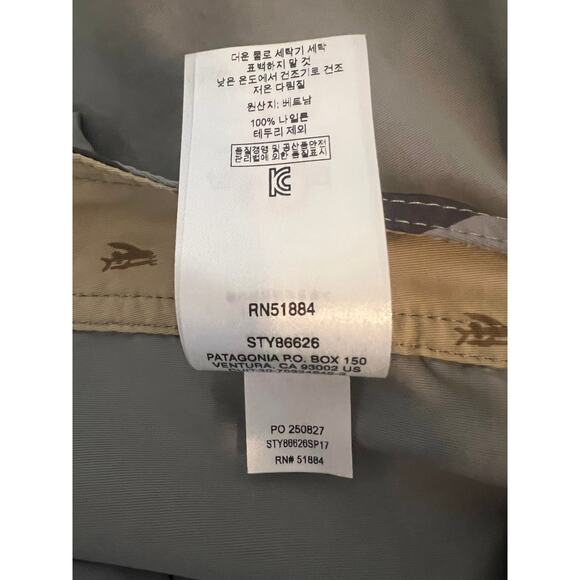 더운 물로 세탁기 세탁
표백하지 말 것
낮은 온도에서 건조기로 건조
저온 다림질
원산지: 베트남
100% 나일론
테두리 제외
품질경영 및 공산품안전
관리법에 의한 품질표시
RN51884
STY86626
PATAGONIA P.O. BOX 150
VENTURA, CA 93002 US
PO 250827
STY86626SP17
RN# 51884